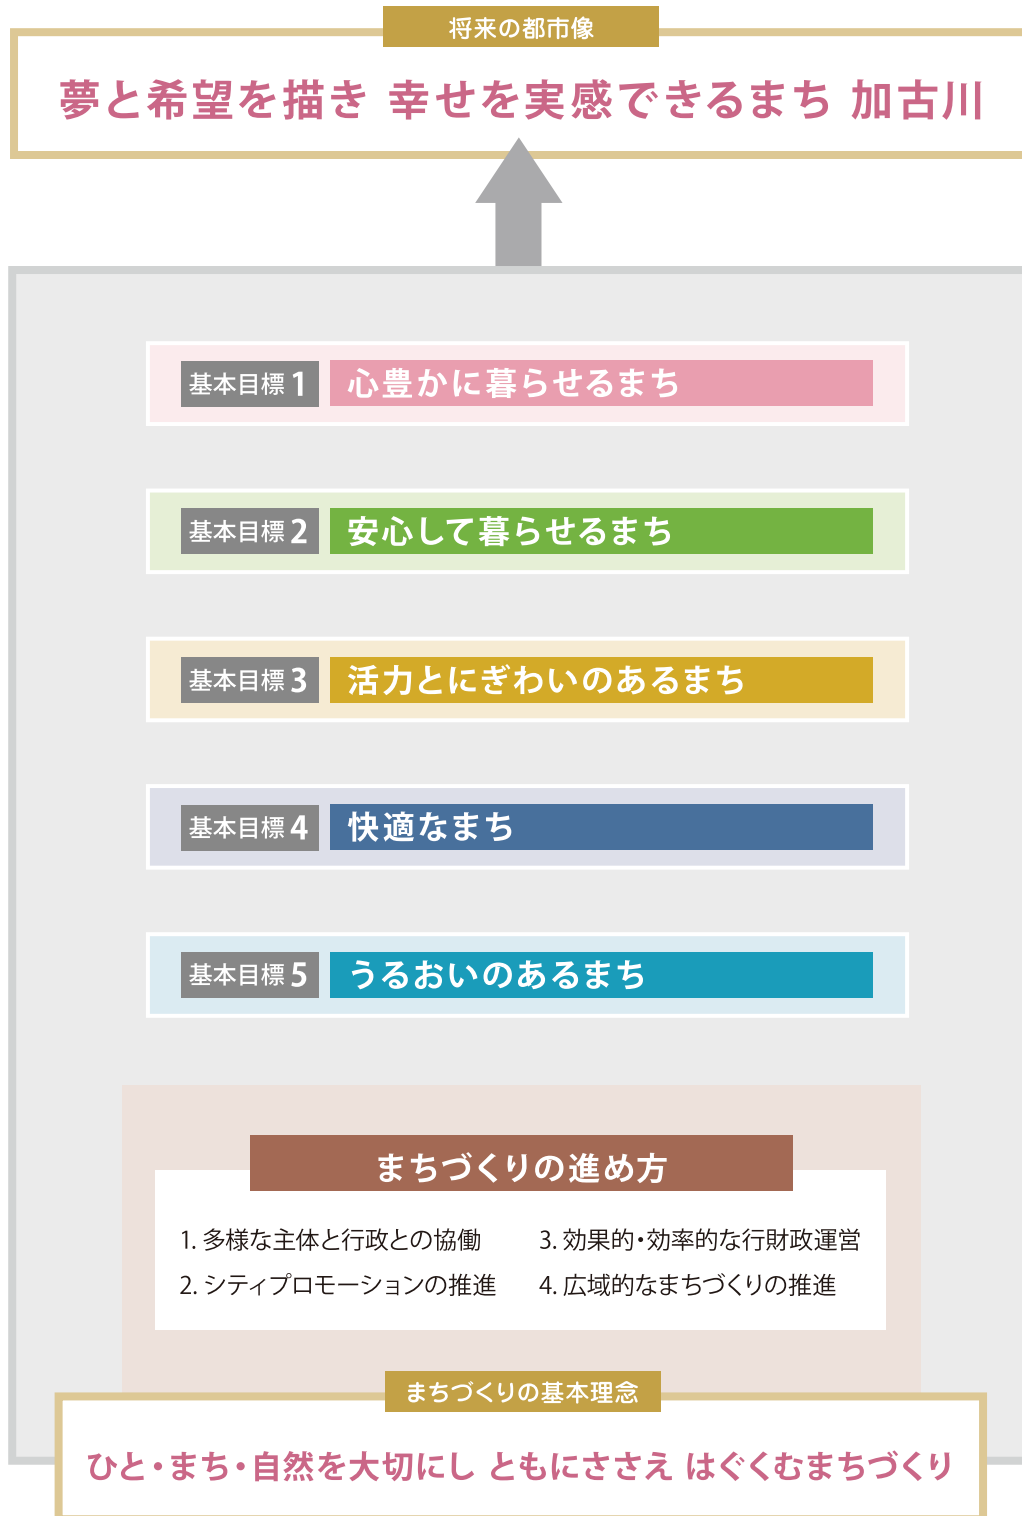 将来の都市像
夢と希望を描き 幸せを実感できるまち 加古川
基本目標 1 心豊かに暮らせるまち
基本目標 2 安心して暮らせるまち
基本目標 3 活力とにぎわいのあるまち
基本目標 4 快適なまち
基本目標 5 うるおいのあるまち
まちづくりの進め方
1. 多様な主体と行政との協働
2. シティプロモーションの推進
3. 効果的・効率的な行財政運営
4. 広域的なまちづくりの推進
まちづくりの基本理念
ひと・まち・自然を大切にし ともにささえ はぐくむまちづくり